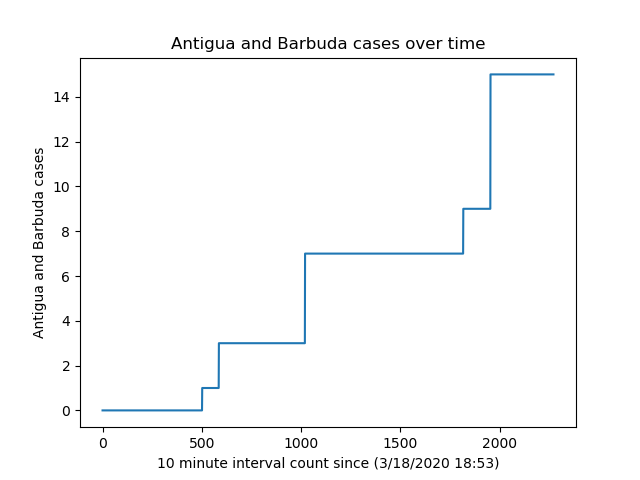 Antigua and Barbuda cases over time
Antigua and Barbuda cases
14
12
10
8
6
4
2
0
0 500 1000 1500 2000
10 minute interval count since (3/18/2020 18:53)